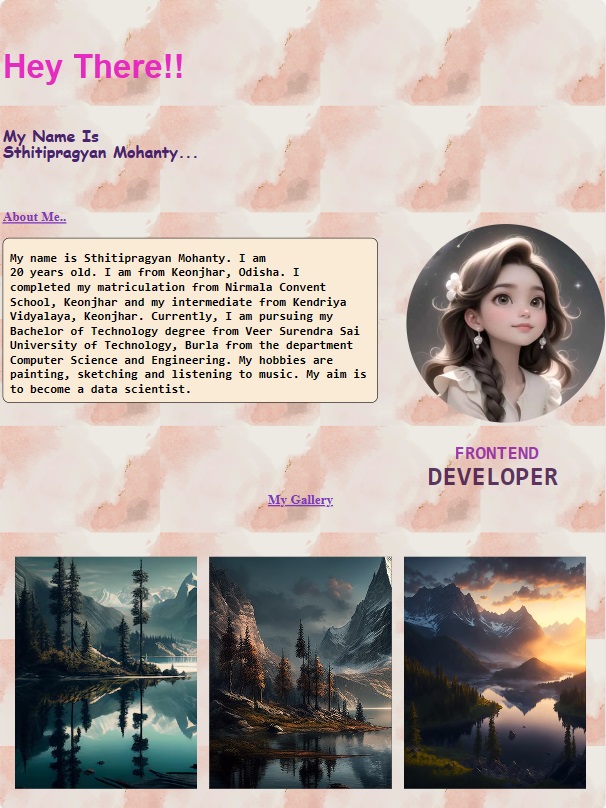 Hey There!!
My Name Is
Sthitipragyan Mohanty...
About Me..
My name is Sthitipragyan Mohanty. I am
20 years old. I am from Keonjhar, Odisha. I
completed my matriculation from Nirmala Convent
School, Keonjhar and my intermediate from Kendriya
Vidyalaya, Keonjhar. Currently, I am pursuing my
Bachelor of Technology degree from Veer Surendra Sai
University of Technology, Burla from the department
Computer Science and Engineering. My hobbies are
painting, sketching and listening to music. My aim is
to become a data scientist.
FRONTEND
DEVELOPER
My Gallery